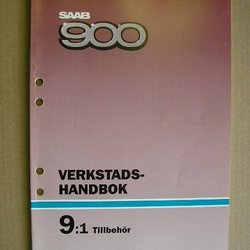 SAAB
900
VERKSTADS-
HANDBOK
9:1 Tillbehör